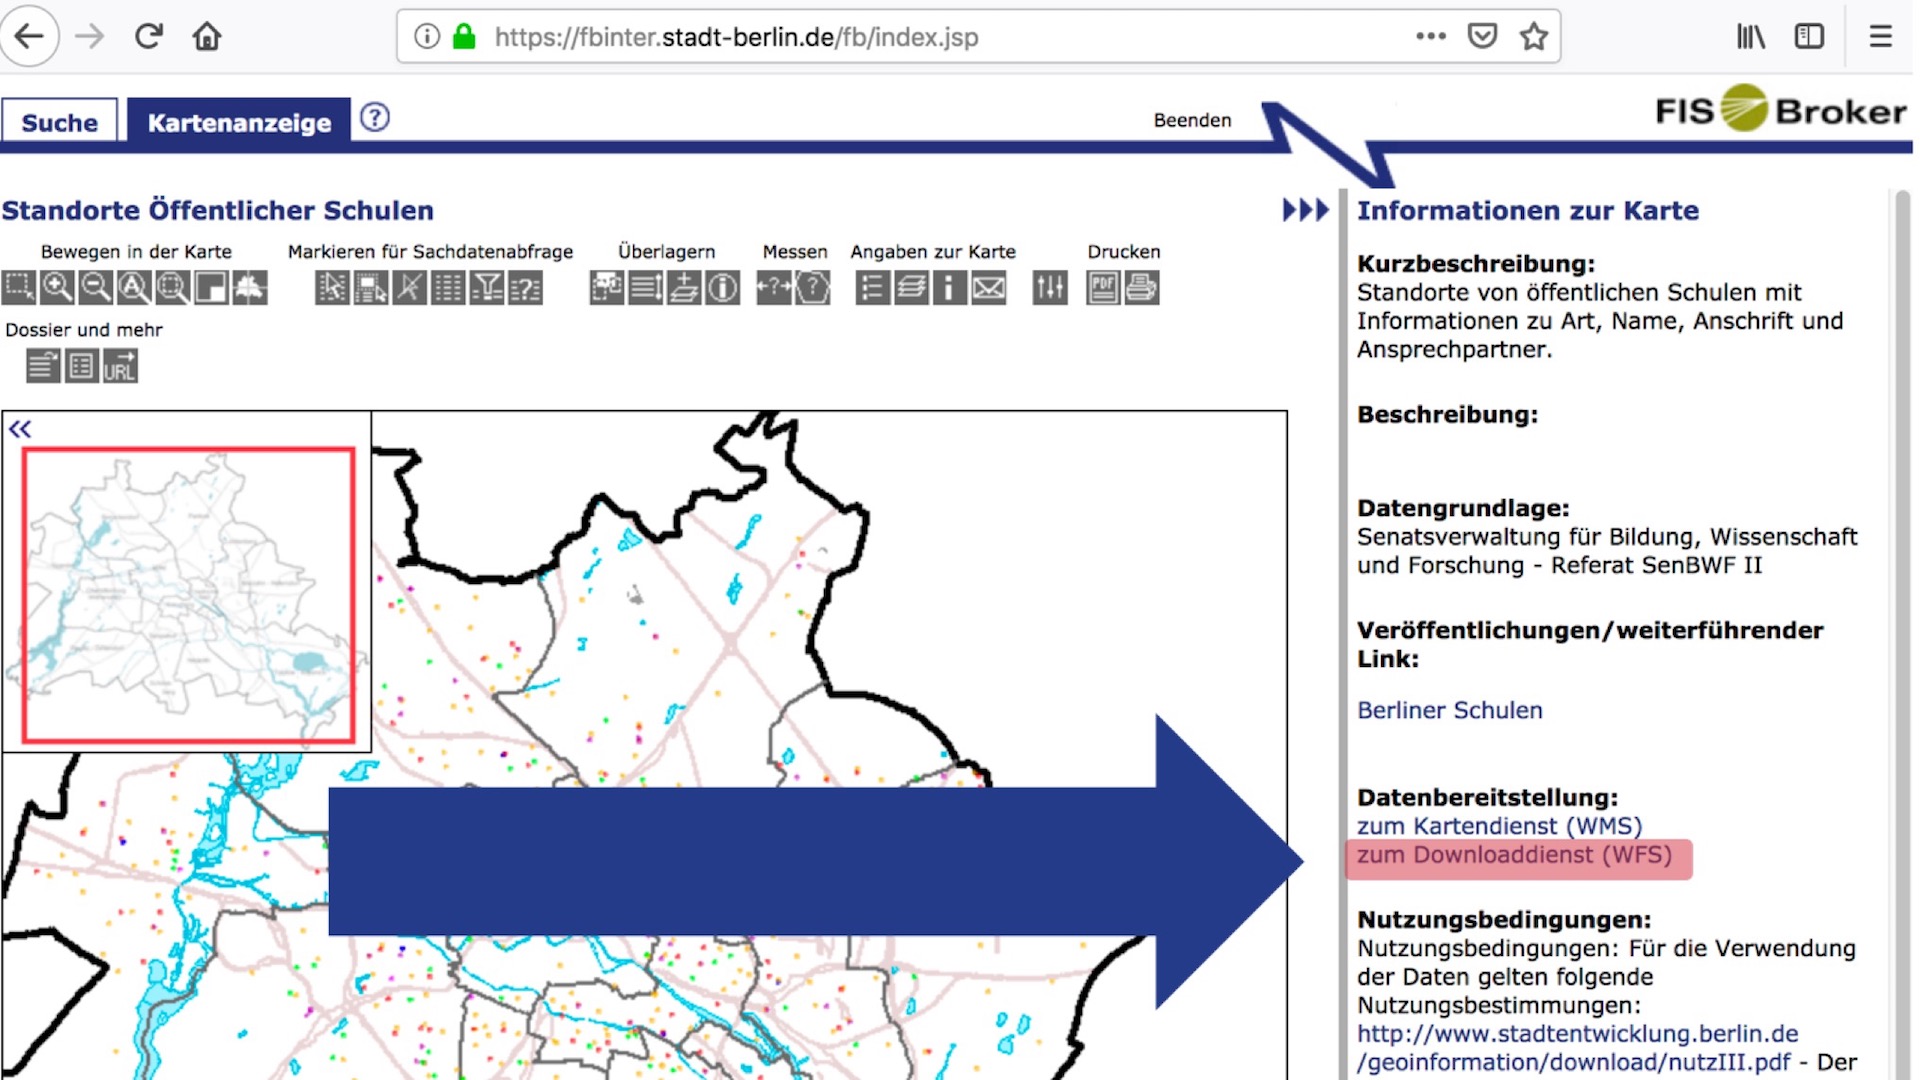 https://fbinter.stadt-berlin.de/fb/index.jsp
Suche
Kartenanzeige
?
Beenden
FIS Broker
Standorte Öffentlicher Schulen
Bewegen in der Karte
Markieren für Sachdatenabfrage
Überlagern
Messen
Angaben zur Karte
Drucken
PDF
Dossier und mehr
URL
Informationen zur Karte
Kurzbeschreibung:
Standorte von öffentlichen Schulen mit
Informationen zu Art, Name, Anschrift und
Ansprechpartner.
Beschreibung:
Datengrundlage:
Senatsverwaltung für Bildung, Wissenschaft
und Forschung - Referat SenBWF II
Veröffentlichungen/weiterführender
Link:
Berliner Schulen
Datenbereitstellung:
zum Kartendienst (WMS)
zum Downloaddienst (WFS)
Nutzungsbedingungen:
Nutzungsbedingungen: Für die Verwendung
der Daten gelten folgende
Nutzungsbestimmungen:
http://www.stadtentwicklung.berlin.de
/geoinformation/download/nutzIII.pdf - Der